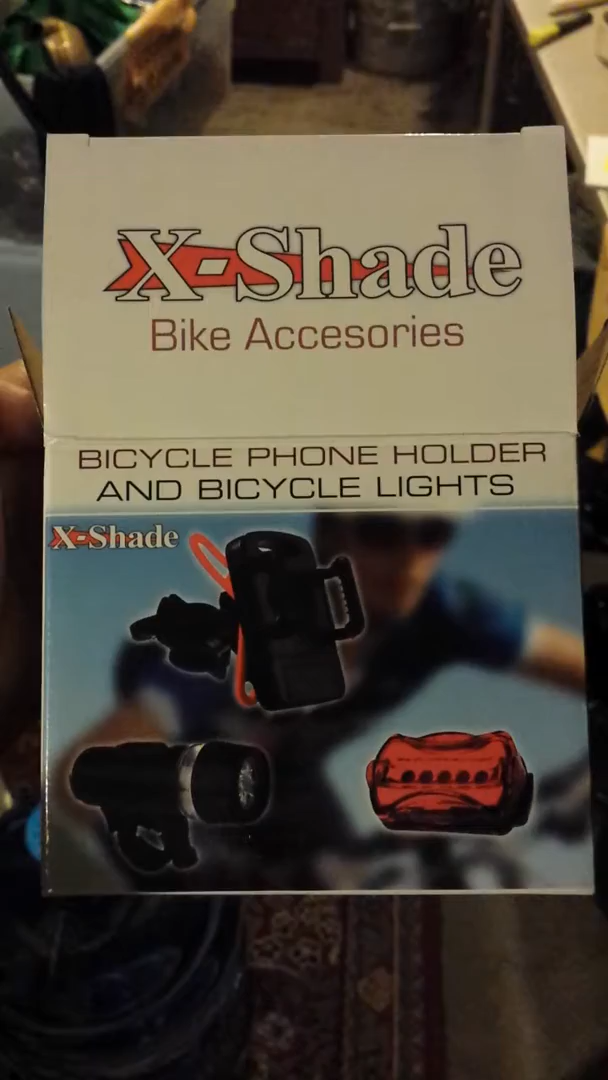 X-Shade
Bike Accesories
BICYCLE PHONE HOLDER
AND BICYCLE LIGHTS
X-Shade